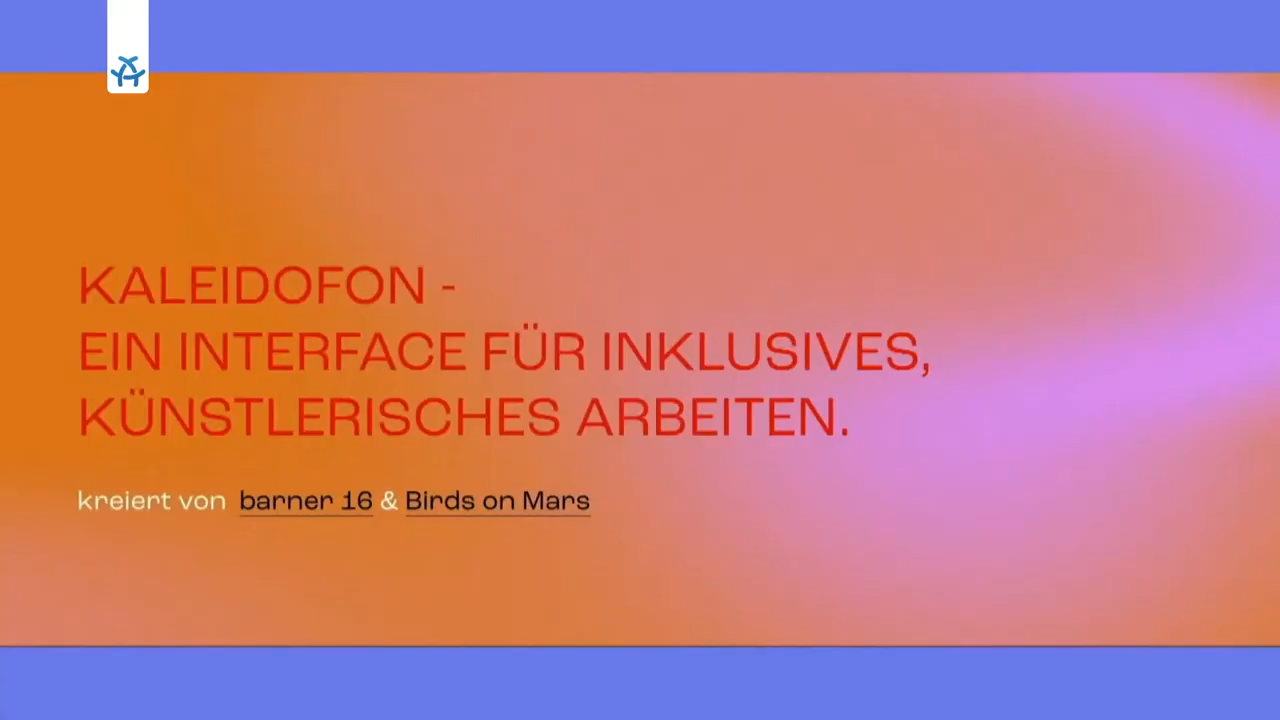 KALEIDOFON -
EIN INTERFACE FÜR INKLUSIVES,
KÜNSTLERISCHES ARBEITEN.
kreiert von barner 16 & Birds on Mars